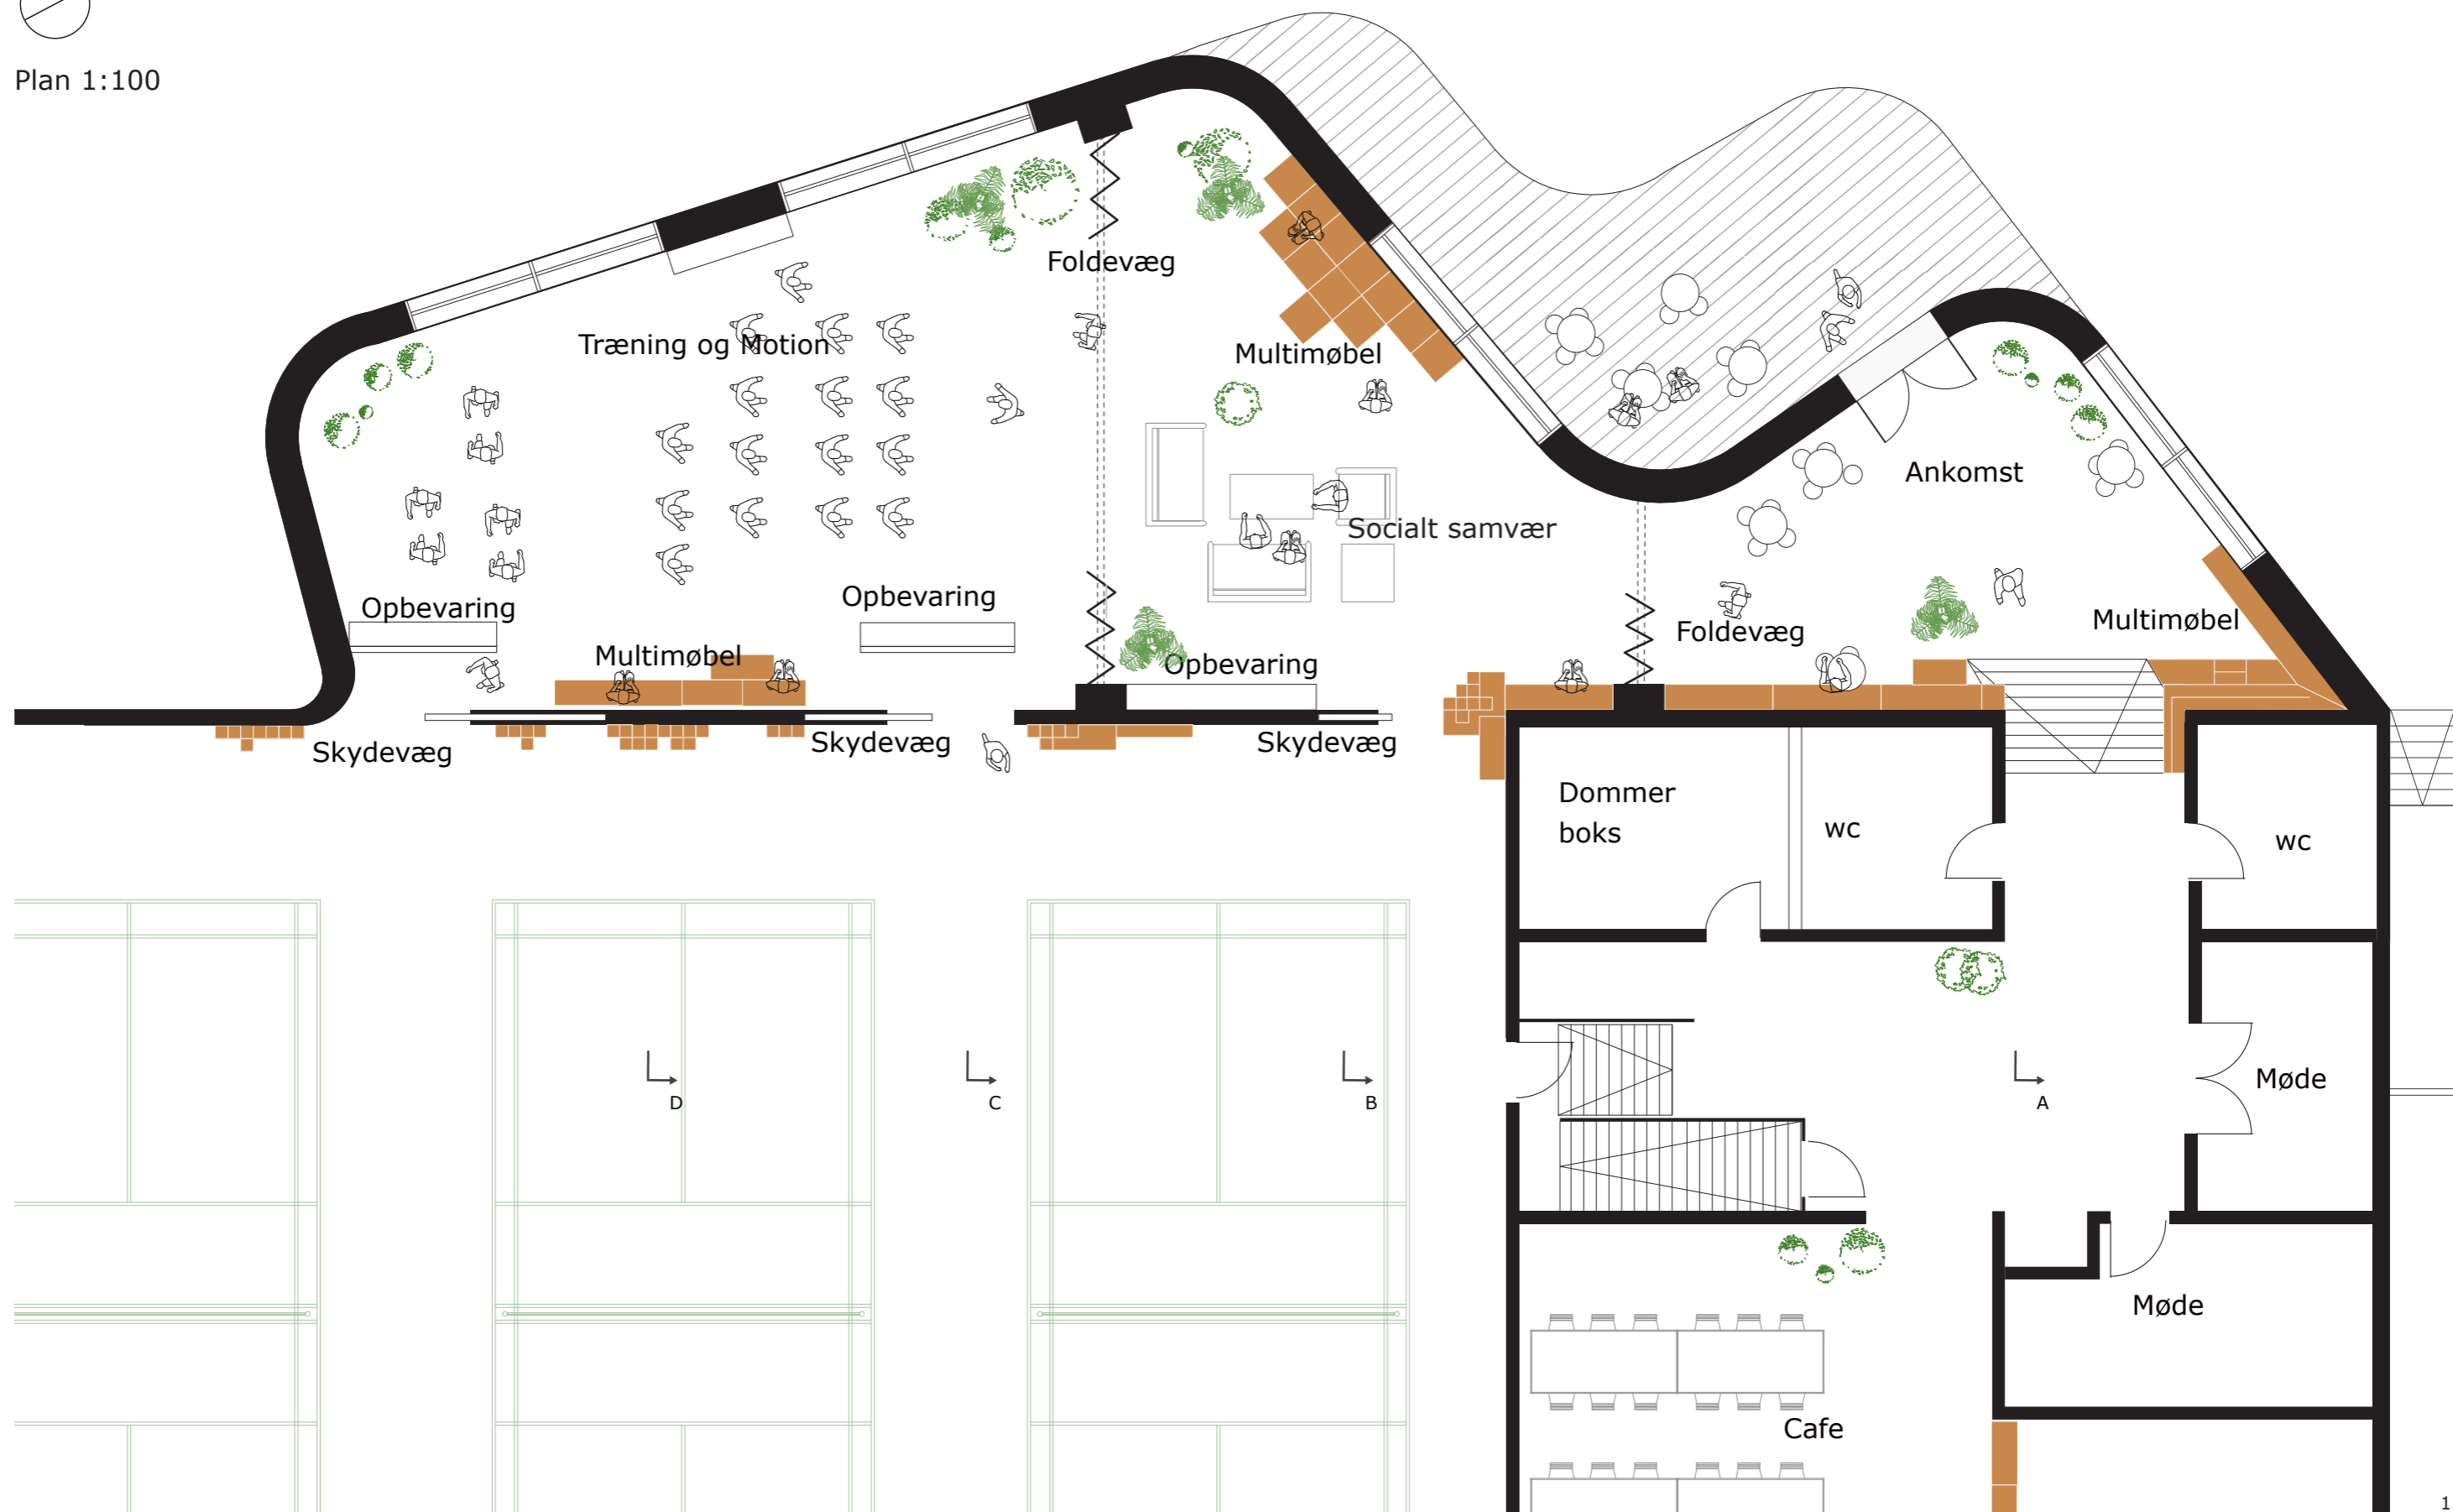 Plan 1:100
Foldevæg
Træning og Motion
Multimøbel
Ankomst
Socialt samvær
Opbevaring
Opbevaring
Foldevæg
Multimøbel
Multimøbel
Opbevaring
Skydevæg
Skydevæg
Skydevæg
Dommer
boks
wc
wc
D
C
B
A
Møde
Møde
Cafe
1